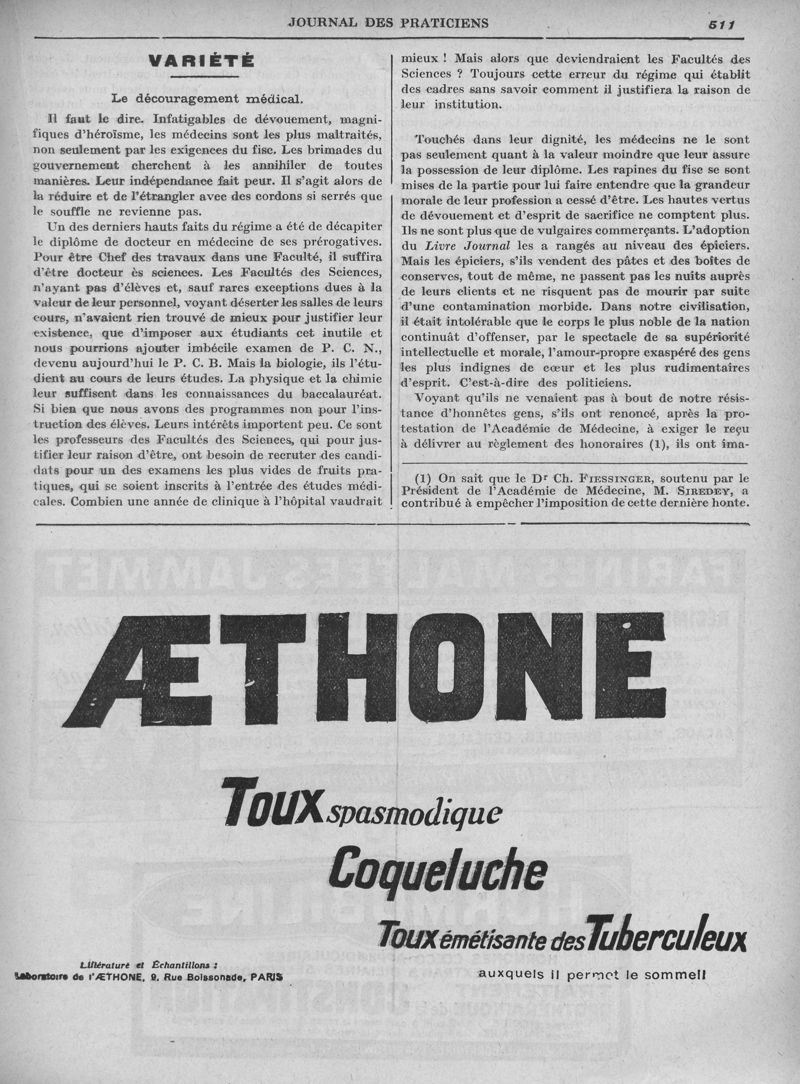 JOURNAL DES PRATICIENS
511
VARIÉTÉ
Le découragement médical.
Il faut le dire. Infatigables de dévouement, magni-
fiques d'héroïsme, les médecins sont les plus maltraités,
non seulement par les exigences du fisc. Les brimades du
gouvernement cherchent à les annihiler de toutes
manières. Leur indépendance fait peur. Il s'agit alors de
la réduire et de l'étrangler avec des cordons si serrés que
le souffle ne revienne pas.
Un des derniers hauts faits du régime a été de décapiter
le diplôme de docteur en médecine de ses prérogatives.
Pour être Chef des travaux dans une Faculté, il suffira
d'être docteur ès sciences. Les Facultés des Sciences,
n'ayant pas d'élèves et, sauf rares exceptions dues à la
valeur de leur personnel, voyant déserter les salles de leurs
cours, n'avaient rien trouvé de mieux pour justifier leur
existence, que d'imposer aux étudiants cet inutile et
nous pourrions ajouter imbécile examen de P. C. N.,
devenu aujourd'hui le P. C. B. Mais la biologie, ils l'étu-
dient au cours de leurs études. La physique et la chimie
leur suffisent dans les connaissances du baccalauréat.
Si bien que nous avons des programmes non pour l'ins-
truction des élèves. Leurs intérêts importent peu. Ce sont
les professeurs des Facultés des Sciences, qui pour jus-
tifier leur raison d'être, ont besoin de recruter des candi-
dats pour un des examens les plus vides de fruits pra-
tiques, qui se soient inscrits à l'entrée des études médi-
cales. Combien une année de clinique à l'hôpital vaudrait
mieux ! Mais alors que deviendraient les Facultés des
Sciences ? Toujours cette erreur du régime qui établit
des cadres sans savoir comment il justifiera la raison de
leur institution.
Touchés dans leur dignité, les médecins ne le sont
pas seulement quant à la valeur moindre que leur assure
la possession de leur diplôme. Les rapines du fisc se sont
mises de la partie pour lui faire entendre que la grandeur
morale de leur profession a cessé d'être. Les hautes vertus
de dévouement et d'esprit de sacrifice ne comptent plus.
Ils ne sont plus que de vulgaires commerçants. L'adoption
du Livre Journal les a rangés au niveau des épiciers.
Mais les épiciers, s'ils vendent des pâtes et des boîtes de
conserves, tout de même, ne passent pas les nuits auprès
de leurs clients et ne risquent pas de mourir par suite
d'une contamination morbide. Dans notre civilisation,
il était intolérable que le corps le plus noble de la nation
continuât d'offenser, par le spectacle de sa supériorité
intellectuelle et morale, l'amour-propre exaspéré des gens
les plus indignes de cœur et les plus rudimentaires
d'esprit. C'est-à-dire des politiciens.
Voyant qu'ils ne venaient pas à bout de notre résis-
tance d'honnêtes gens, s'ils ont renoncé, après la pro-
testation de l'Académie de Médecine, à exiger le reçu
à délivrer au règlement des honoraires (1), ils ont ima-
(1) On sait que le Dr Ch. FIESSINGER, soutenu par le
Président de l'Académie de Médecine, M. SIREDEY, a
contribué à empêcher l'imposition de cette dernière honte.
ÆTHONE
Toux spasmodique
Coqueluche
Toux émétisante des Tuberculeux
auxquels il permet le sommeil
Littérature et Échantillons :
Laboratoire de l'ÆTHONE, 9, Rue Boissonade, PARIS